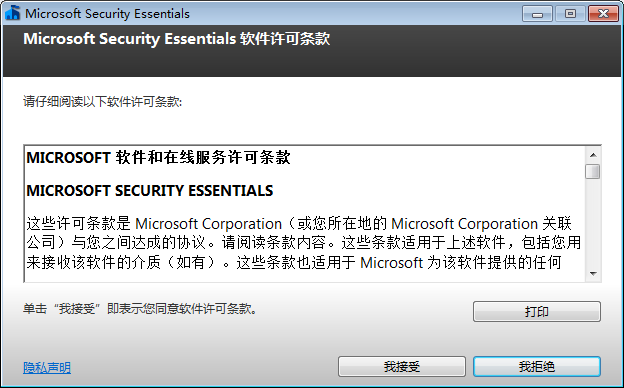 Microsoft Security Essentials
Microsoft Security Essentials 软件许可条款
请仔细阅读以下软件许可条款:
MICROSOFT 软件和在线服务许可条款
MICROSOFT SECURITY ESSENTIALS
这些许可条款是 Microsoft Corporation（或您所在地的 Microsoft Corporation 关联
公司）与您之间达成的协议。请阅读条款内容。这些条款适用于上述软件，包括您用
来接收该软件的介质（如有）。这些条款也适用于 Microsoft 为该软件提供的任何
单击“我接受”即表示您同意软件许可条款。
打印
隐私声明
我接受
我拒绝